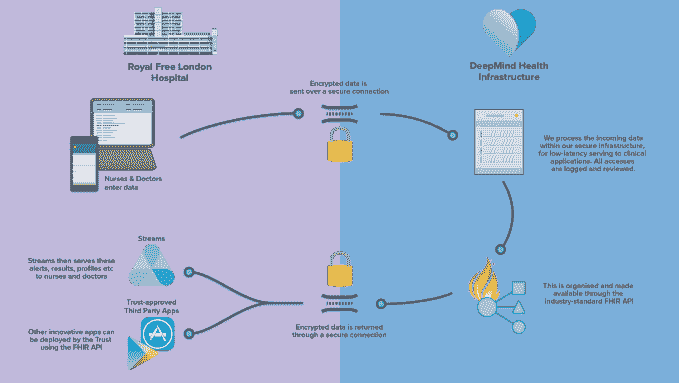 Royal Free London
Hospital
DeepMind Health
Infrastructure
Encrypted data is
sent over a secure connection
Nurses & Doctors
enter data
We process the incoming data
within our secure infrastructure,
for low-latency serving to clinical
applications. All accesses
are logged and reviewed.
Streams
Streams then serves these
alerts, results, profiles etc
to nurses and doctors
Trust-approved
Third Party Apps
Other innovative apps can
be deployed by the Trust
using the FHIR API
Encrypted data is returned
through a secure connection
This is organised and made
available through the
industry-standard FHIR API